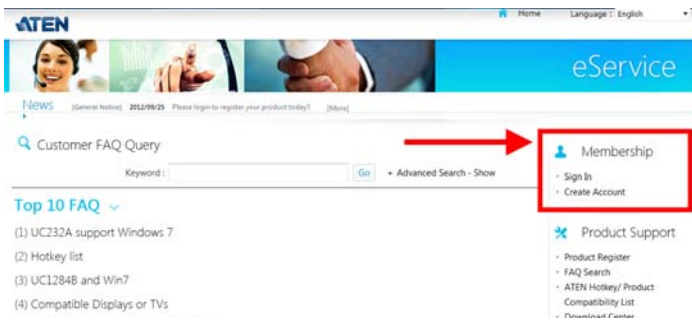 ATEN
Home Language : English
eService
News [General Notice] 2012/09/25 Please login to register your product today!! [More]
Customer FAQ Query
Keyword : Go + Advanced Search - Show
Top 10 FAQ
(1) UC232A support Windows 7
(2) Hotkey list
(3) UC1284B and Win7
(4) Compatible Displays or TVs
Membership
Sign In
Create Account
Product Support
Product Register
FAQ Search
ATEN Hotkey/ Product
Compatibility List
Download Center